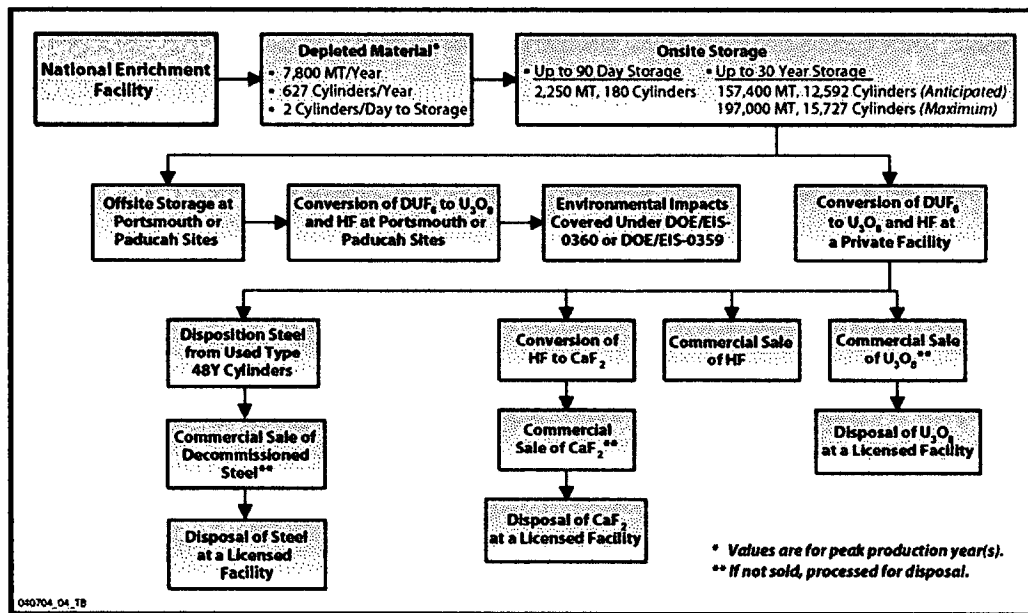 National Enrichment
Facility
Depleted Material*
• 7,800 MT/Year
• 627 Cylinders/Year
• 2 Cylinders/Day to Storage
Onsite Storage
• Up to 90 Day Storage
2,250 MT, 180 Cylinders
• Up to 30 Year Storage
157,400 MT, 12,592 Cylinders (Anticipated)
197,000 MT, 15,727 Cylinders (Maximum)
Offsite Storage at
Portsmouth or
Paducah Sites
Conversion of DUF₆ to U₃O₈
and HF at Portsmouth or
Paducah Sites
Environmental Impacts
Covered Under DOE/EIS-
0360 or DOE/EIS-0359
Conversion of DUF₆
to U₃O₈ and HF at
a Private Facility
Disposition Steel
from Used Type
48Y Cylinders
Conversion of
HF to CaF₂
Commercial Sale
of HF
Commercial Sale
of U₃O₈**
Commercial Sale of
Decommissioned
Steel**
Commercial
Sale of CaF₂**
Disposal of U₃O₈
at a Licensed Facility
Disposal of Steel
at a Licensed
Facility
Disposal of CaF₂
at a Licensed Facility
* Values are for peak production year(s).
** If not sold, processed for disposal.
040704_04_TB